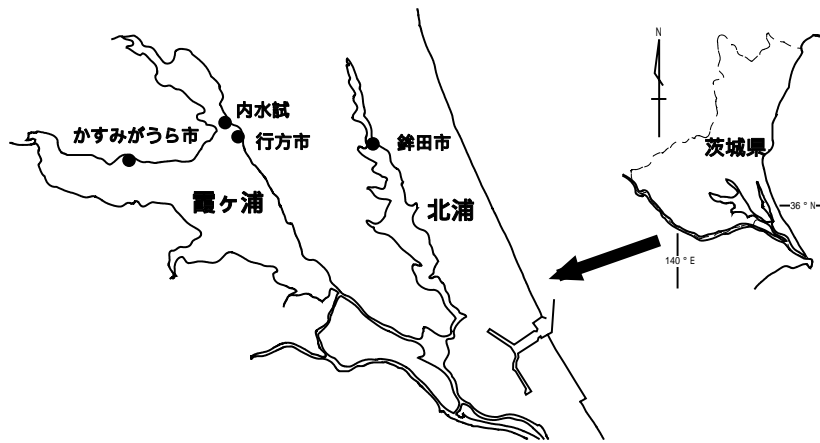 内水試
かすみがうら市
行方市
鉾田市
霞ヶ浦
北浦
N
茨城県
36°N
140°E